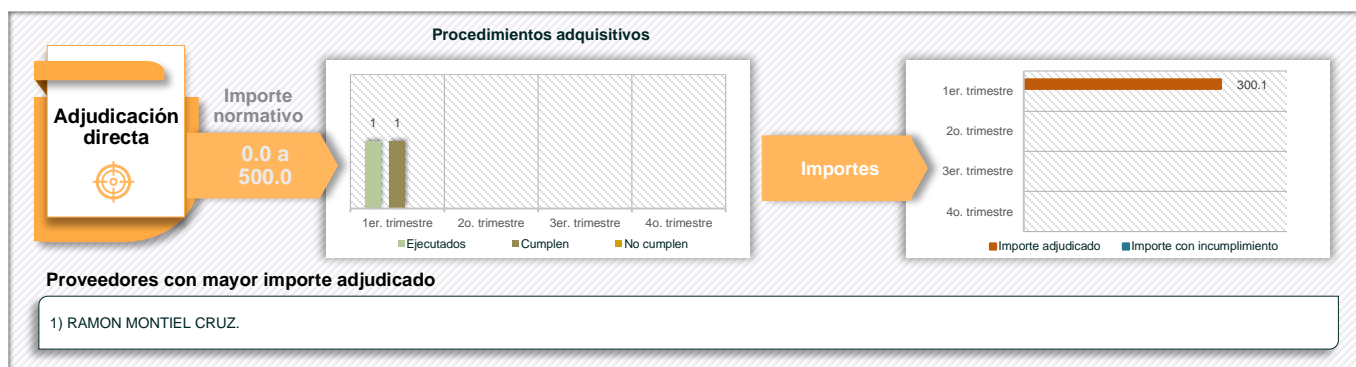 Procedimientos adquisitivos
Adjudicación
directa
Importe
normativo
0.0 a
500.0
1 1
1er. trimestre 2o. trimestre 3er. trimestre 4o. trimestre
Ejecutados Cumplen No cumplen
Importes
1er. trimestre 300.1
2o. trimestre
3er. trimestre
4o. trimestre
Importe adjudicado Importe con incumplimiento
Proveedores con mayor importe adjudicado
1) RAMON MONTIEL CRUZ.